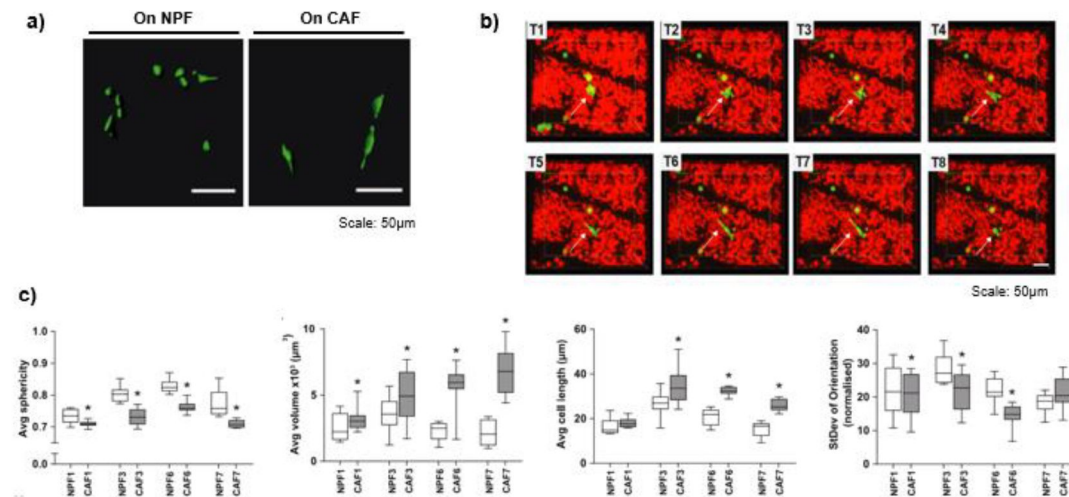 a)
On NPF
On CAF
Scale: 50µm
b)
T1
T2
T3
T4
T5
T6
T7
T8
Scale: 50µm
c)
Avg sphericity
1.0
0.9
0.8
0.7
0.0
*
*
*
*
NPF1
CAF1
NPF3
CAF3
NPF6
CAF6
NPF7
CAF7
Avg volume x10³ (µm³)
10
5
0
*
*
*
*
NPF1
CAF1
NPF3
CAF3
NPF6
CAF6
NPF7
CAF7
Avg cell length (µm)
60
40
20
0
*
*
*
NPF1
CAF1
NPF3
CAF3
NPF6
CAF6
NPF7
CAF7
StDev of Orientation
(normalised)
40
30
20
10
0
*
*
*
NPF1
CAF1
NPF3
CAF3
NPF6
CAF6
NPF7
CAF7